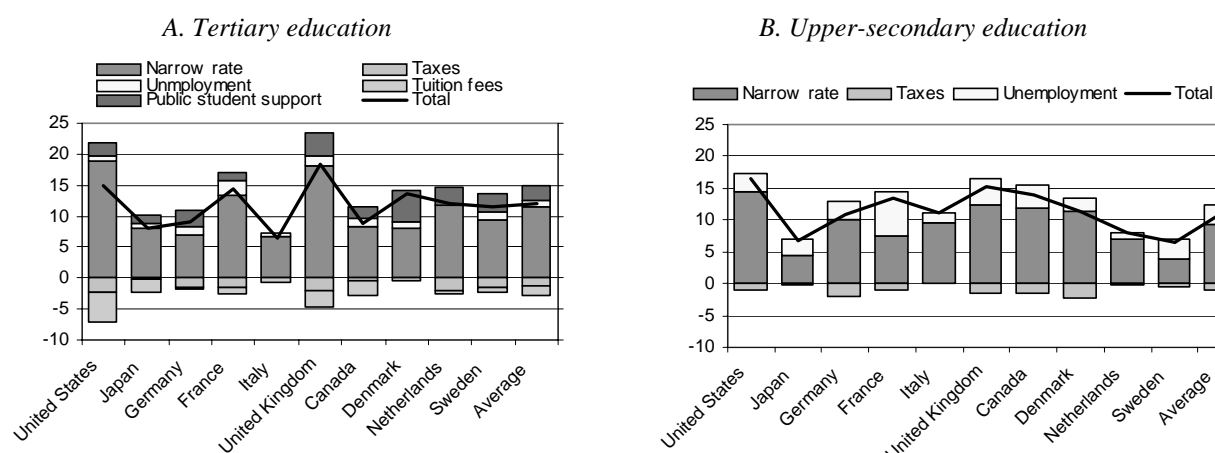 A. Tertiary education
Narrow rate
Taxes
Unmployment
Tuition fees
Public student support
Total
25
20
15
10
5
0
-5
-10
United States
Japan
Germany
France
Italy
United Kingdom
Canada
Denmark
Netherlands
Sweden
Average
B. Upper-secondary education
Narrow rate
Taxes
Unemployment
Total
25
20
15
10
5
0
-5
-10
United States
Japan
Germany
France
Italy
United Kingdom
Canada
Denmark
Netherlands
Sweden
Average